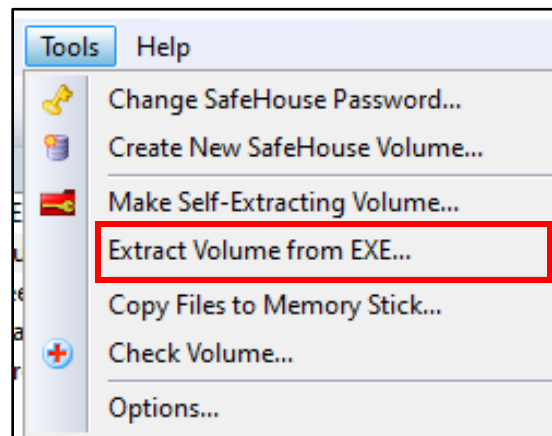 Tools Help
Change SafeHouse Password...
Create New SafeHouse Volume...
Make Self-Extracting Volume...
Extract Volume from EXE...
Copy Files to Memory Stick...
Check Volume...
Options...